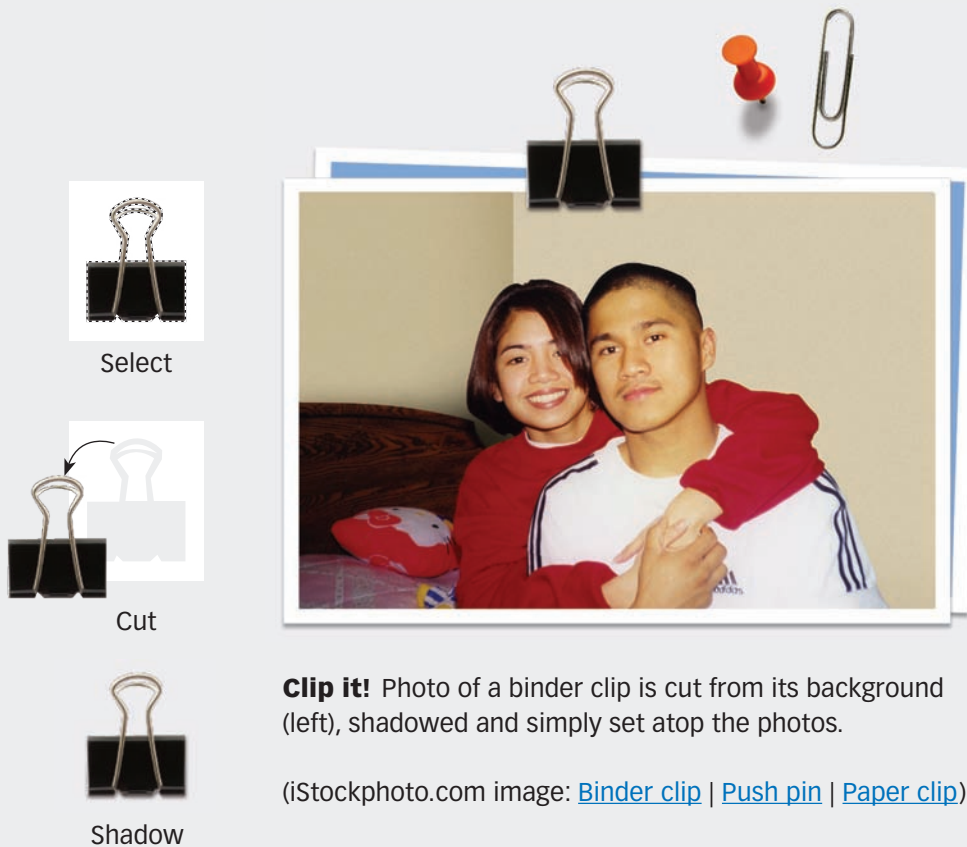 Select
Cut
Shadow
adidas
Clip it! Photo of a binder clip is cut from its background
(left), shadowed and simply set atop the photos.
(iStockphoto.com image: Binder clip | Push pin | Paper clip)